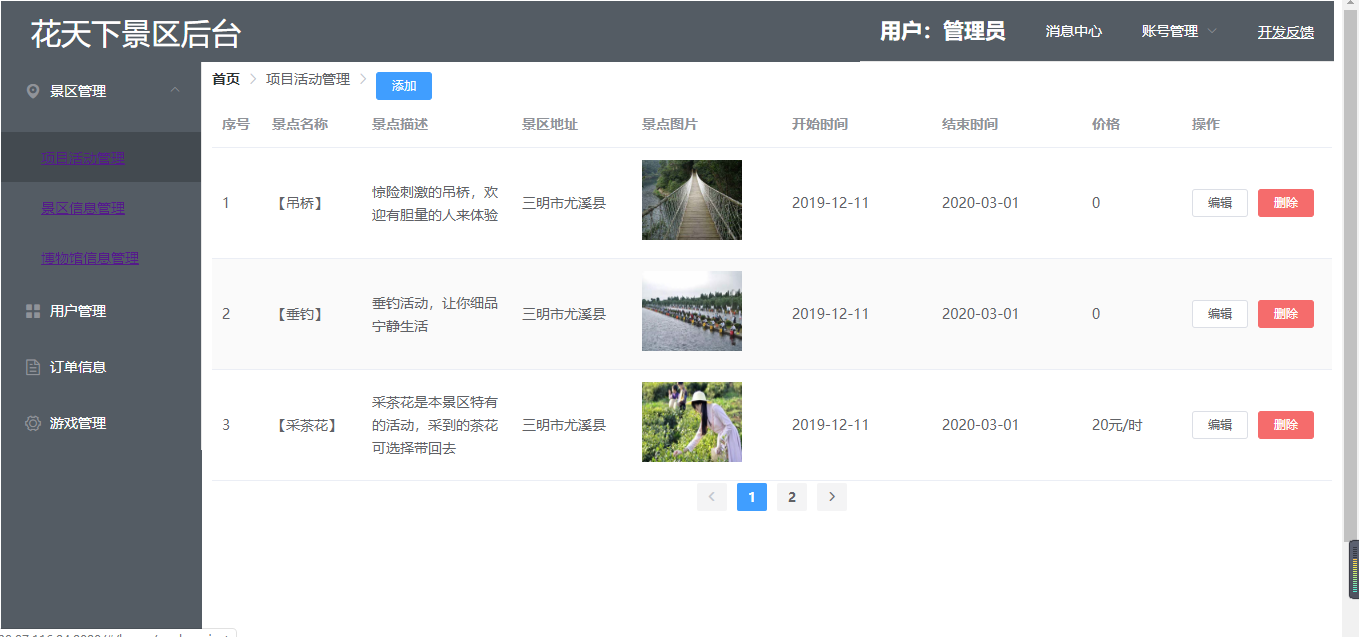 花天下景区后台
用户：管理员
消息中心
账号管理
开发反馈
景区管理
项目活动管理
景区信息管理
博物馆信息管理
用户管理
订单信息
游戏管理
首页 项目活动管理 添加
序号 景点名称 景点描述 景区地址 景点图片 开始时间 结束时间 价格 操作
1 【吊桥】 惊险刺激的吊桥，欢 三明市尤溪县 2019-12-11 2020-03-01 0 编辑 删除
迎有胆量的人来体验
2 【垂钓】 垂钓活动，让你细品 三明市尤溪县 2019-12-11 2020-03-01 0 编辑 删除
宁静生活
3 【采茶花】 采茶花是本景区特有 三明市尤溪县 2019-12-11 2020-03-01 20元/时 编辑 删除
的活动，采到的茶花
可选择带回去
1 2